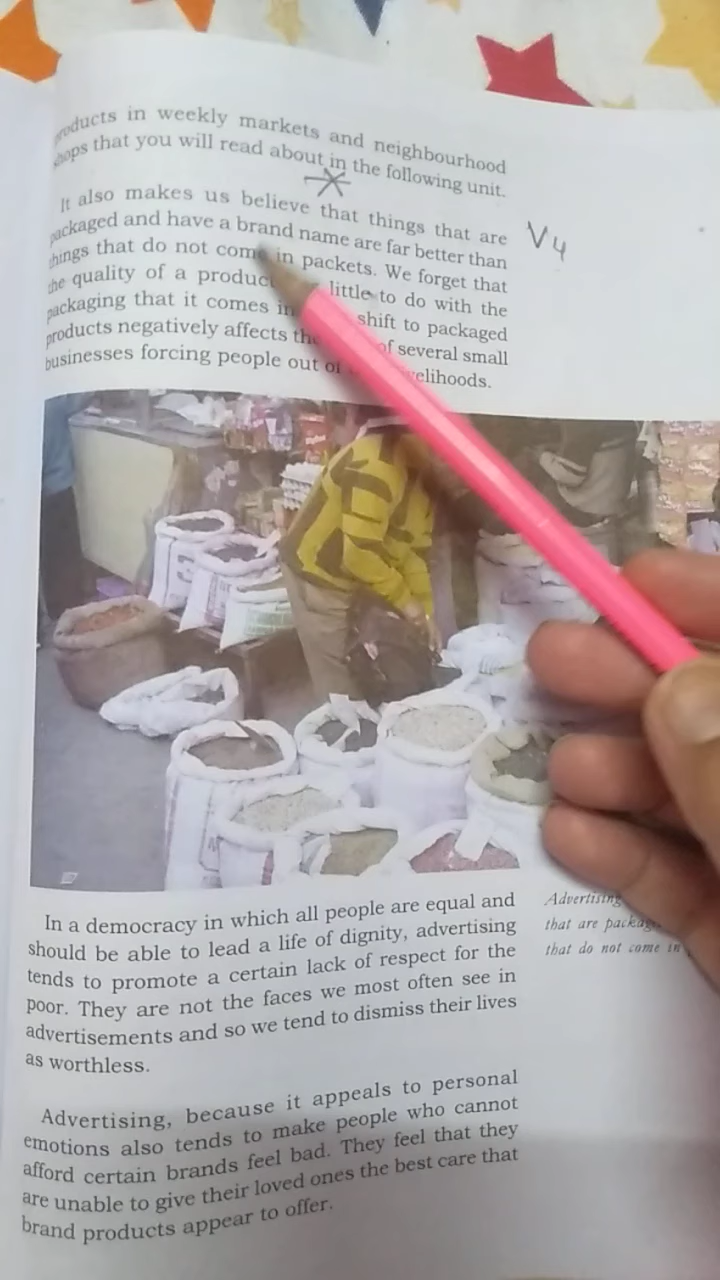 products in weekly markets and neighbourhood
shops that you will read about in the following unit.
It also makes us believe that things that are
V4
packaged and have a brand name are far better than
things that do not come in packets. We forget that
the quality of a product little to do with the
packaging that it comes in shift to packaged
products negatively affects the of several small
businesses forcing people out of livelihoods.
In a democracy in which all people are equal and
should be able to lead a life of dignity, advertising
tends to promote a certain lack of respect for the
poor. They are not the faces we most often see in
advertisements and so we tend to dismiss their lives
as worthless.
Advertising
that are packag
that do not come in
Advertising, because it appeals to personal
emotions also tends to make people who cannot
afford certain brands feel bad. They feel that they
are unable to give their loved ones the best care that
brand products appear to offer.